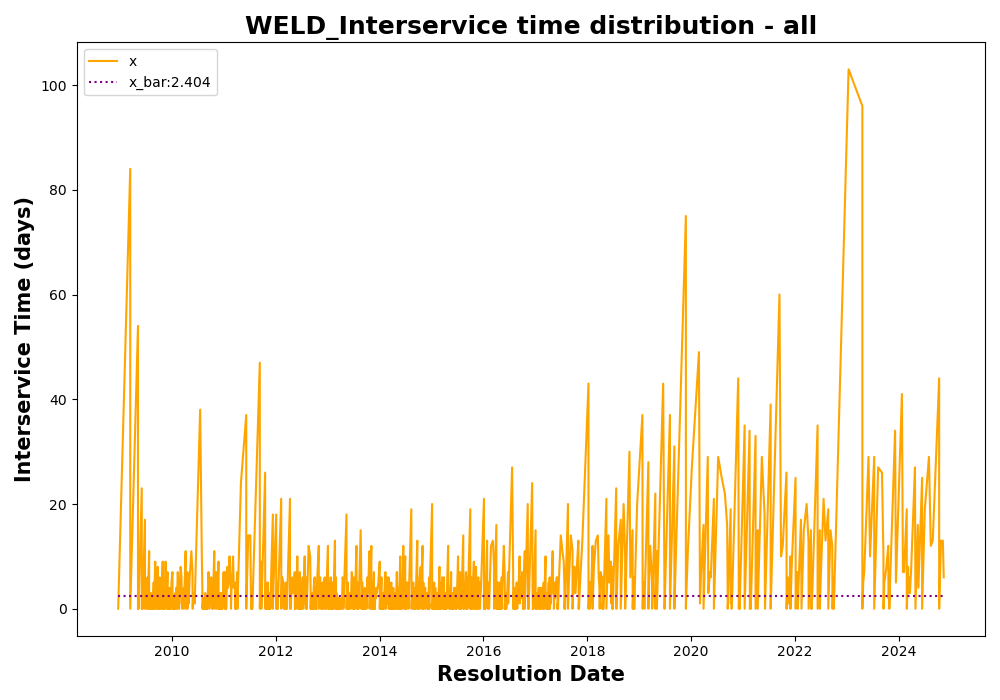 WELD_Interservice time distribution - all
x
x_bar:2.404
Interservice Time (days)
100
80
60
40
20
0
2010 2012 2014 2016 2018 2020 2022 2024
Resolution Date